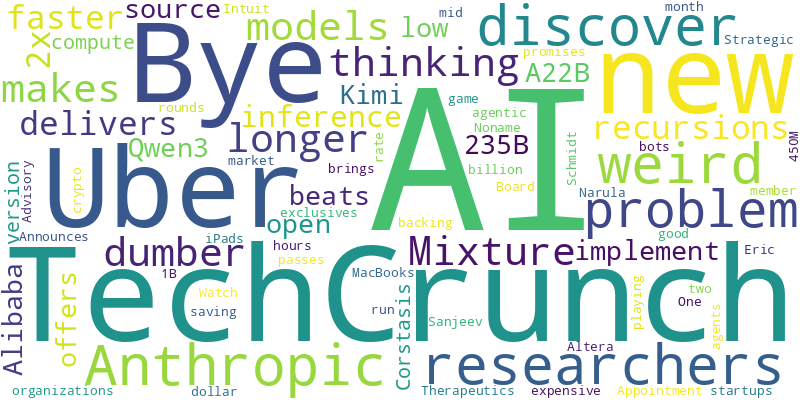 faster
source
Intuit
mid
month
2x
compute
Bye
models
low
discover
Strategic
thinking
promises
new
makes
rounds
Kimi
A22B
game
agentic
delivers
inference
recursions
Qwen3
longer
rate
235B
Noname
bots
450M
market
brings
billion
Schmidt
weird
version
Advisory
crypto
Uber
beats
AI
Board
Narula
member
exclusives
open
backing
problem
Announces
iPads
good
dumber
hours
passes
Mixture
implement
Eric
Alibaba
offers
1B
TechCrunch
MacBooks
Watch
saving
run
Corstasis
Sanjeev
playing
two
One
agents
Altera
Anthropic
researchers
organizations
dollar
Therapeutics
expensive
Appointment
startups